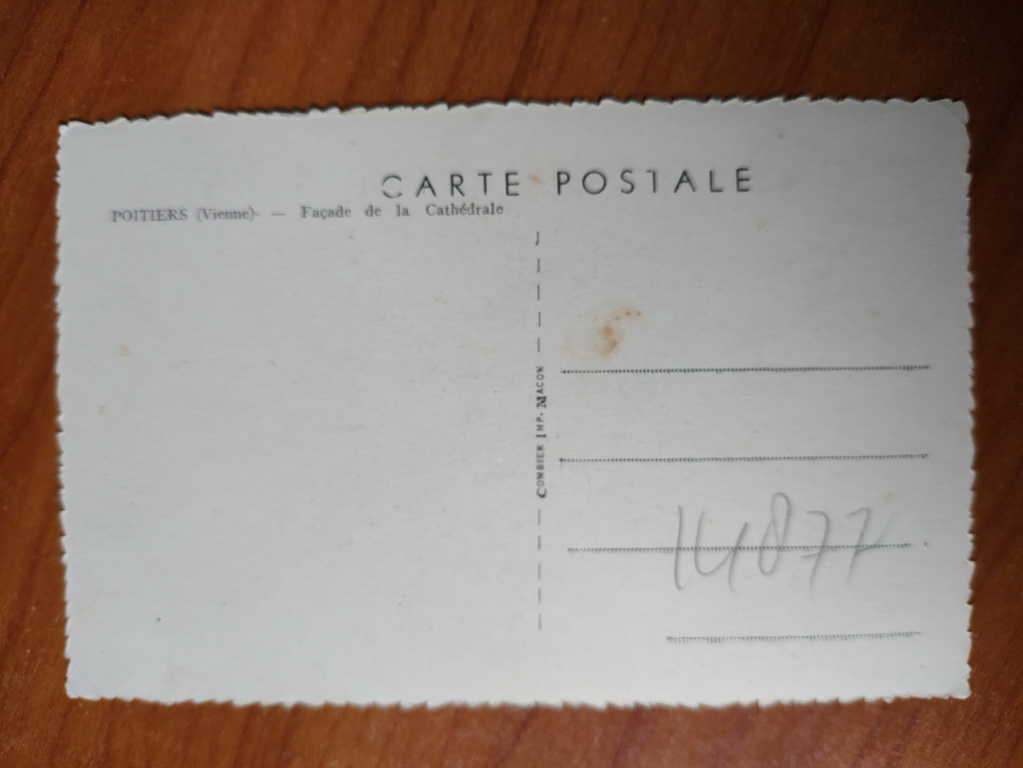 CARTE POSTALE
POITIERS (Vienne) — Façade de la Cathédrale
COMBIER IMP. MACON
14877